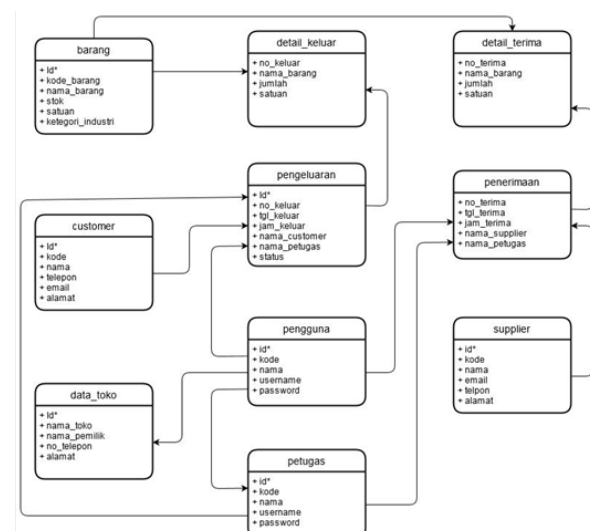 barang
+ Id*
+ kode_barang
+ nama_barang
+ stok
+ satuan
+ ketegori_industri
detail_keluar
+ no_keluar
+ nama_barang
+ jumlah
+ satuan
detail_terima
+ no_terima
+ nama_barang
+ jumlah
+ satuan
pengeluaran
+ Id*
+ no_keluar
+ tgl_keluar
+ jam_keluar
+ nama_customer
+ nama_petugas
+ status
penerimaan
+ no_terima
+ tgl_terima
+ jam_terima
+ nama_supplier
+ nama_petugas
customer
+ Id*
+ kode
+ nama
+ telepon
+ email
+ alamat
pengguna
+ id*
+ kode
+ nama
+ username
+ password
supplier
+ id*
+ kode
+ nama
+ email
+ telpon
+ alamat
data_toko
+ Id*
+ nama_toko
+ nama_pemilik
+ no_telepon
+ alamat
petugas
+ id*
+ kode
+ nama
+ username
+ password